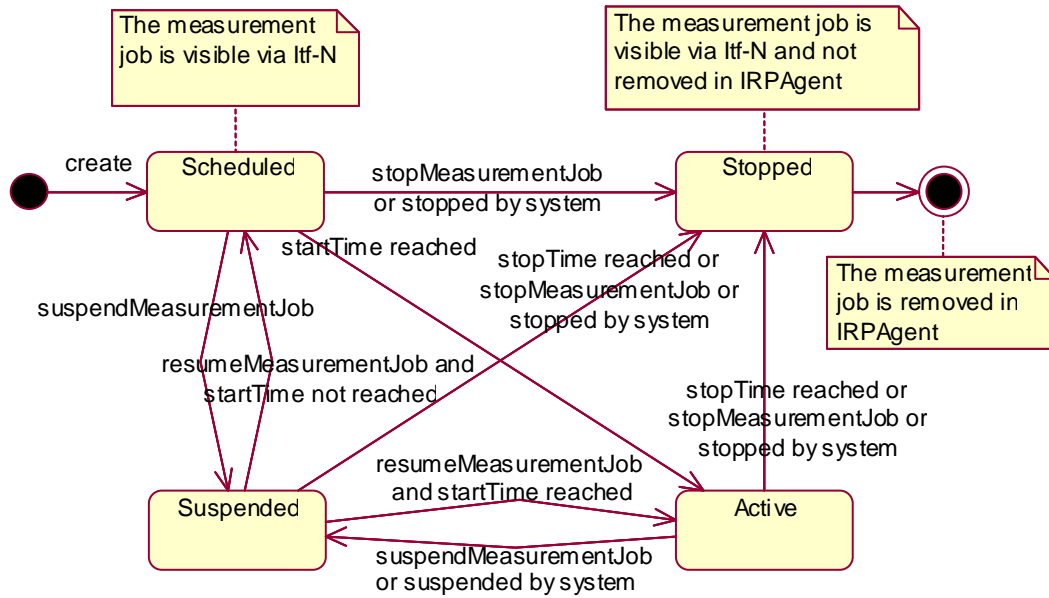 The measurement
job is visible via Itf-N
The measurement job is
visible via Itf-N and not
removed in IRPAgent
create
Scheduled
stopMeasurementJob
or stopped by system
Stopped
startTime reached
stopTime reached or
stopMeasurementJob or
stopped by system
The measurement
job is removed in
IRPAgent
suspendMeasurementJob
resumeMeasurementJob and
startTime not reached
stopTime reached or
stopMeasurementJob or
stopped by system
resumeMeasurementJob
and startTime reached
Suspended
Active
suspendMeasurementJob
or suspended by system